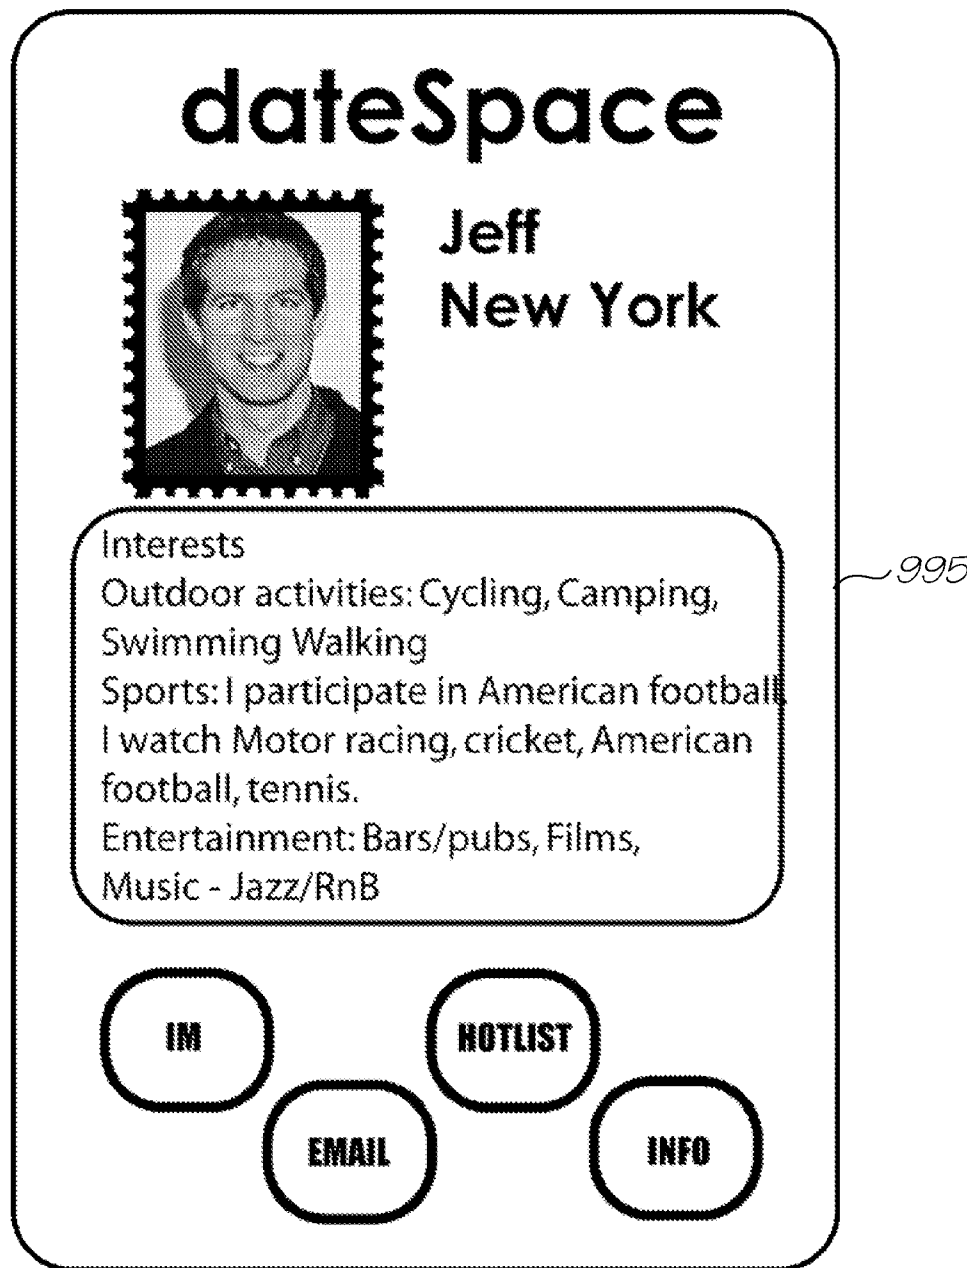 dateSpace
Jeff
New York
Interests
Outdoor activities: Cycling, Camping,
Swimming Walking
Sports: I participate in American football.
I watch Motor racing, cricket, American
football, tennis.
Entertainment: Bars/pubs, Films,
Music - Jazz/RnB
995
IM
HOTLIST
EMAIL
INFO